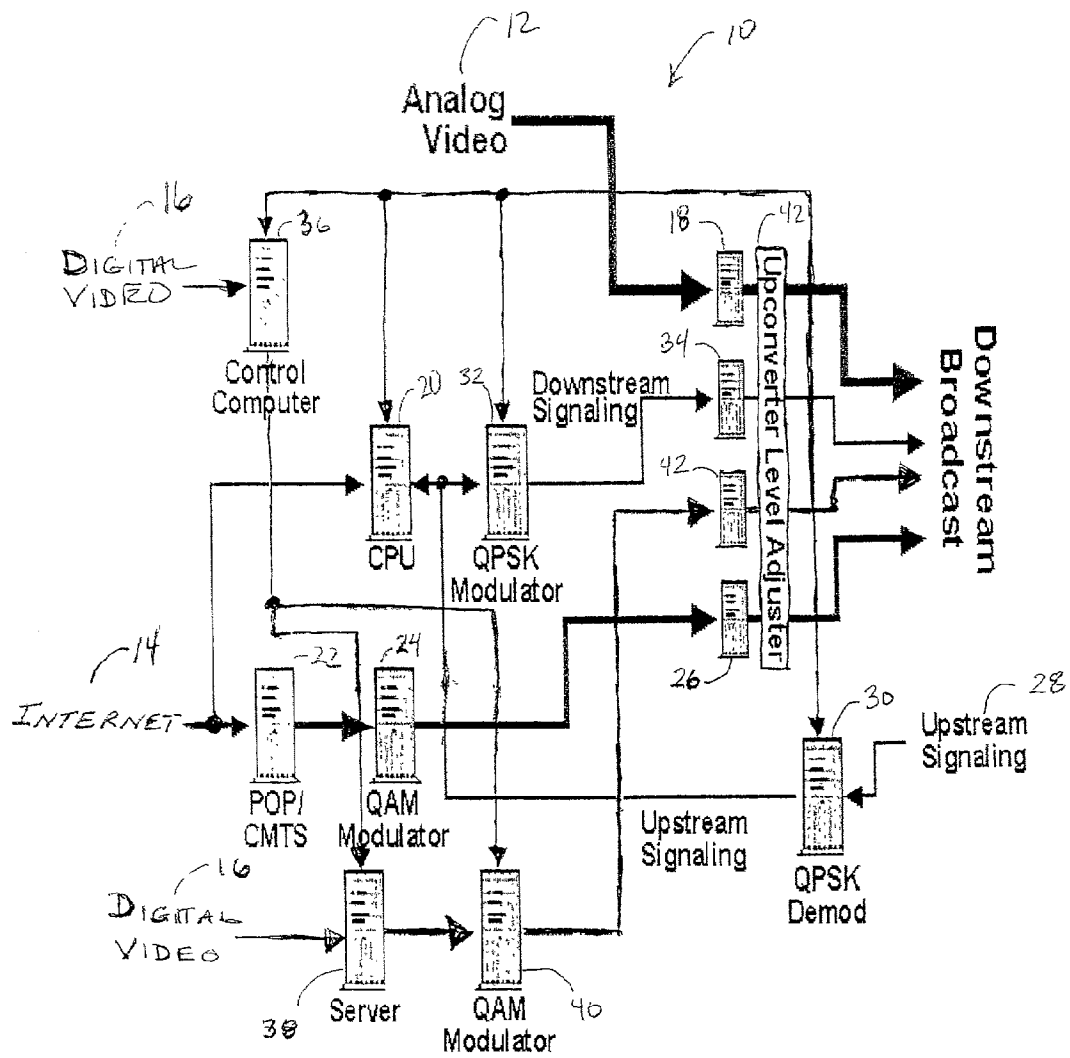 12
10
Analog
Video
16
36
DIGITAL
VIDEO
18
42
Upconverter Level Adjuster
Control
Computer
20
32
Downstream
Signaling
34
Downstream
Broadcast
CPU
QPSK
Modulator
42
14
INTERNET
22
24
26
28
30
Upstream
Signaling
POP/
CMTS
QAM
Modulator
Upstream
Signaling
QPSK
Demod
16
DIGITAL
VIDEO
38
Server
QAM
Modulator
40